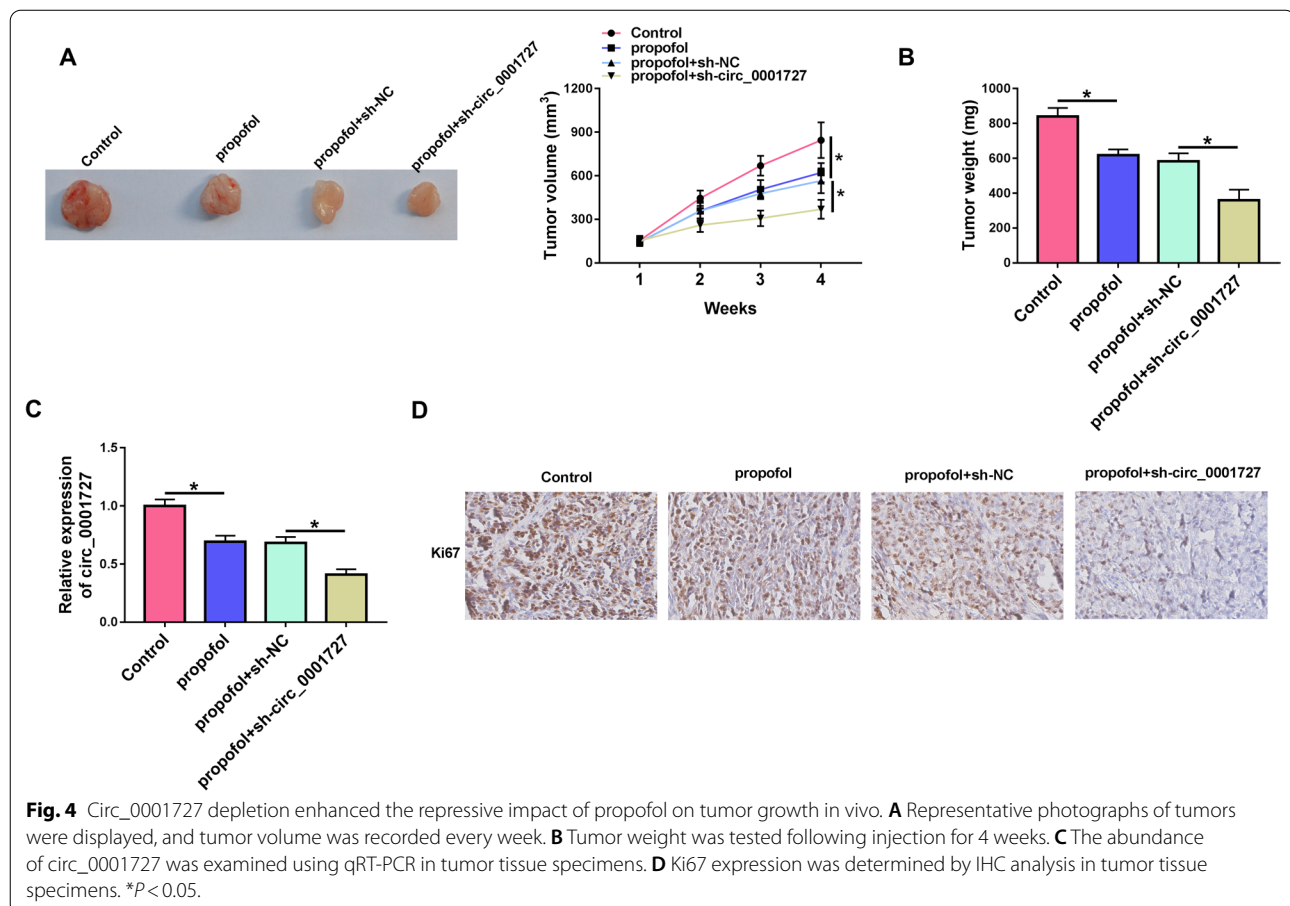 A
Control
propofol
propofol+sh-NC
propofol+sh-circ_0001727
Control
propofol
propofol+sh-NC
propofol+sh-circ_0001727
Tumor volume (mm³)
1200
900
600
300
0
*
*
1 2 3 4
Weeks
B
Tumor weight (mg)
1000
800
600
400
200
0
*
*
Control
propofol
propofol+sh-NC
propofol+sh-circ_0001727
C
Relative expression
of circ_0001727
1.5
1.0
0.5
0.0
*
*
Control
propofol
propofol+sh-NC
propofol+sh-circ_0001727
D
Control
propofol
propofol+sh-NC
propofol+sh-circ_0001727
Ki67
Fig. 4 Circ_0001727 depletion enhanced the repressive impact of propofol on tumor growth in vivo. A Representative photographs of tumors
were displayed, and tumor volume was recorded every week. B Tumor weight was tested following injection for 4 weeks. C The abundance
of circ_0001727 was examined using qRT-PCR in tumor tissue specimens. D Ki67 expression was determined by IHC analysis in tumor tissue
specimens. *P < 0.05.